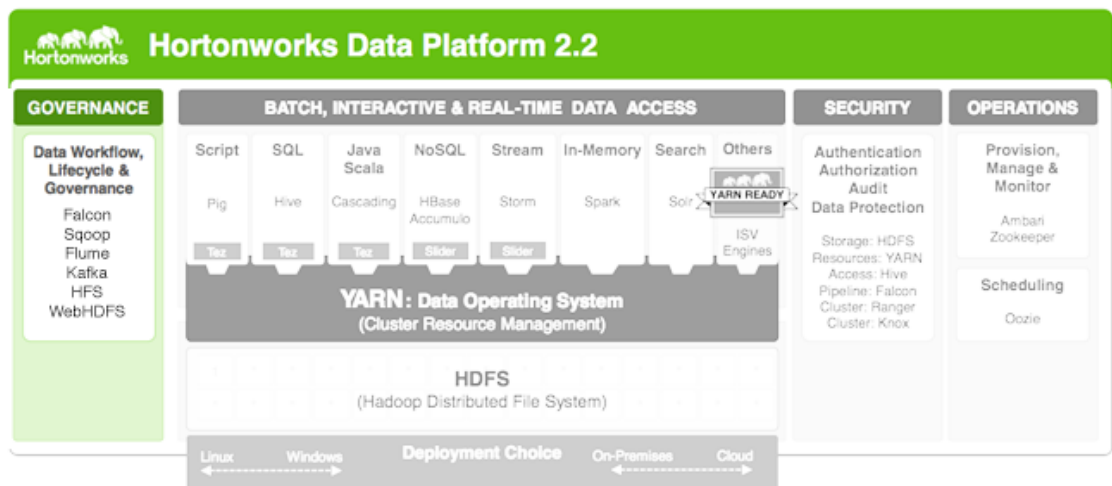 Hortonworks
Hortonworks Data Platform 2.2
GOVERNANCE
Data Workflow,
Lifecycle &
Governance
Falcon
Sqoop
Flume
Kafka
HFS
WebHDFS
BATCH, INTERACTIVE & REAL-TIME DATA ACCESS
Script
Pig
Tez
SQL
Hive
Tez
Java
Scala
Cascading
Tez
NoSQL
HBase
Accumulo
Slider
Stream
Storm
Slider
In-Memory
Spark
Search
Solr
Others
YARN READY
ISV
Engines
YARN : Data Operating System
(Cluster Resource Management)
HDFS
(Hadoop Distributed File System)
Deployment Choice
Linux
Windows
On-Premises
Cloud
SECURITY
Authentication
Authorization
Audit
Data Protection
Storage: HDFS
Resources: YARN
Access: Hive
Pipeline: Falcon
Cluster: Ranger
Cluster: Knox
OPERATIONS
Provision,
Manage &
Monitor
Ambari
Zookeeper
Scheduling
Oozie